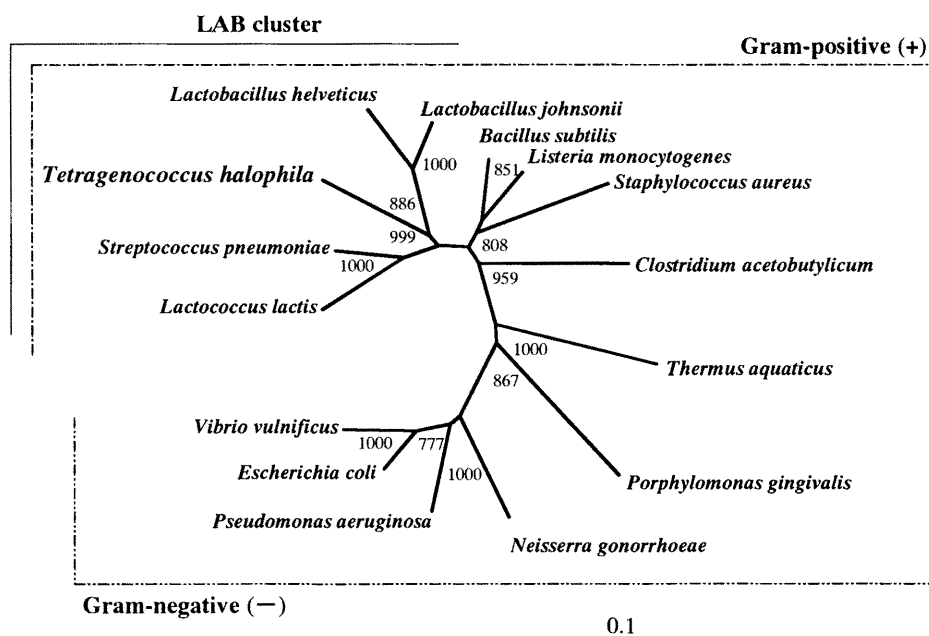 LAB cluster
Gram-positive (+)
Lactobacillus helveticus
Lactobacillus johnsonii
Bacillus subtilis
Listeria monocytogenes
1000
851
Tetragenococcus halophila
Staphylococcus aureus
886
999
808
Streptococcus pneumoniae
1000
Clostridium acetobutylicum
959
Lactococcus lactis
1000
Thermus aquaticus
867
Vibrio vulnificus
1000
777
Escherichia coli
1000
Porphylomonas gingivalis
Pseudomonas aeruginosa
Neisserra gonorrhoeae
Gram-negative (—)
0.1